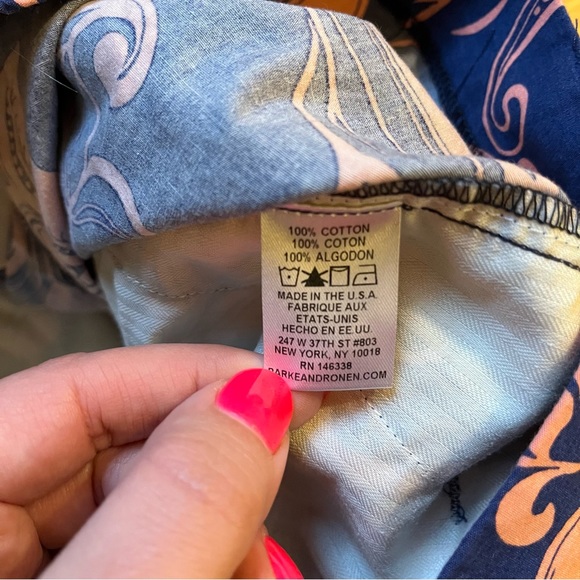 100% COTTON
100% COTON
100% ALGODON
MADE IN THE U.S.A.
FABRIQUE AUX
ETATS-UNIS
HECHO EN EE.UU.
247 W 37TH ST #803
NEW YORK, NY 10018
RN 146338
PARKEANDRONEN.COM